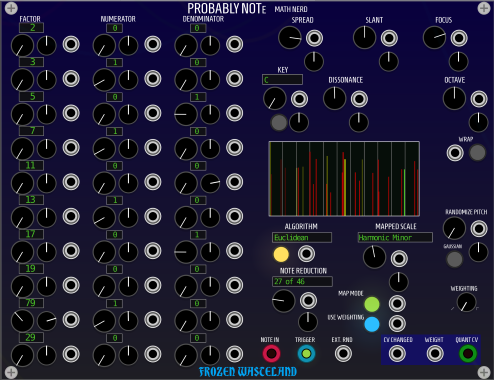 PROBABLY NOTE MATH NERD
FACTOR NUMERATOR DENOMINATOR SPREAD SLANT FOCUS
2 0 0
3 1 0
KEY DISSONANCE OCTAVE
C
5 0 1
7 1 0
WRAP
11 0 0
13 1 0
RANDOMIZE PITCH
17 0 1
ALGORITHM MAPPED SCALE
Euclidean Harmonic Minor
GAUSSIAN
19 0 0
NOTE REDUCTION
27 of 46
WEIGHTING
79 1 0
MAP MODE
USE WEIGHTING
29 0 0
NOTE IN TRIGGER EXT. RND CV CHANGED WEIGHT QUANT CV
FROZEN WASTELAND